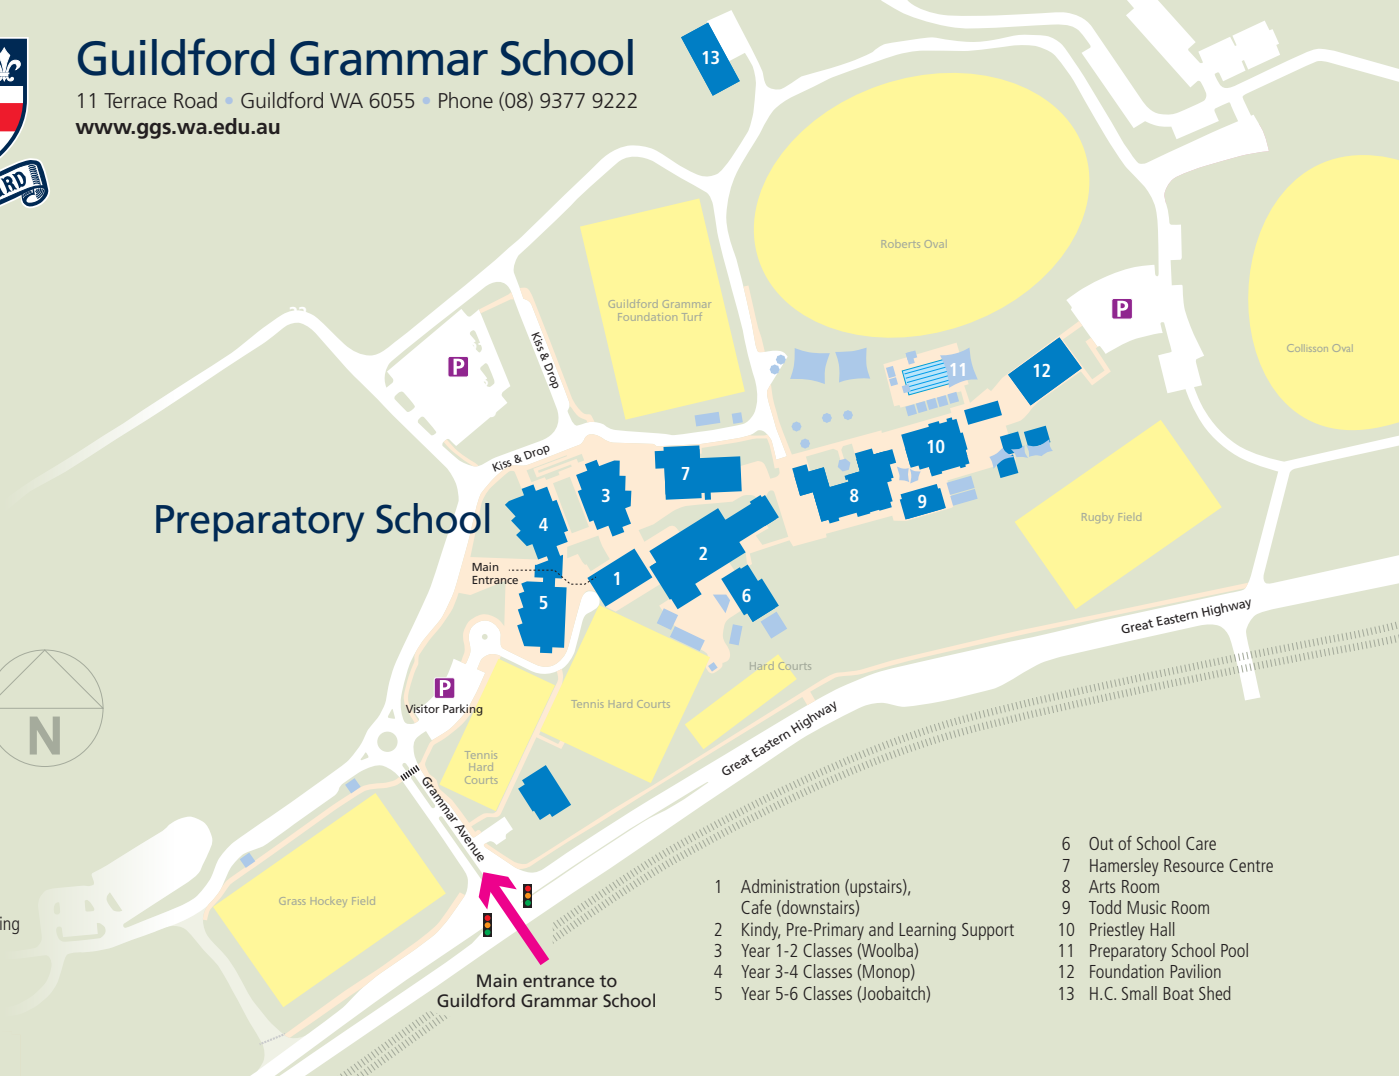 Guildford Grammar School
11 Terrace Road • Guildford WA 6055 • Phone (08) 9377 9222
www.ggs.wa.edu.au
RD
13
Roberts Oval
Guildford Grammar
Foundation Turf
P
Collisson Oval
Kiss & Drop
P
11
12
Kiss & Drop
10
7
3
8
9
Rugby Field
Preparatory School
4
2
Main
Entrance
1
5
6
Great Eastern Highway
Hard Courts
P
Visitor Parking
Tennis Hard Courts
N
Tennis
Hard
Courts
Great Eastern Highway
Grammar Avenue
Grass Hockey Field
ing
Main entrance to
Guildford Grammar School
1 Administration (upstairs),
Cafe (downstairs)
2 Kindy, Pre-Primary and Learning Support
3 Year 1-2 Classes (Woolba)
4 Year 3-4 Classes (Monop)
5 Year 5-6 Classes (Joobaitch)
6 Out of School Care
7 Hamersley Resource Centre
8 Arts Room
9 Todd Music Room
10 Priestley Hall
11 Preparatory School Pool
12 Foundation Pavilion
13 H.C. Small Boat Shed